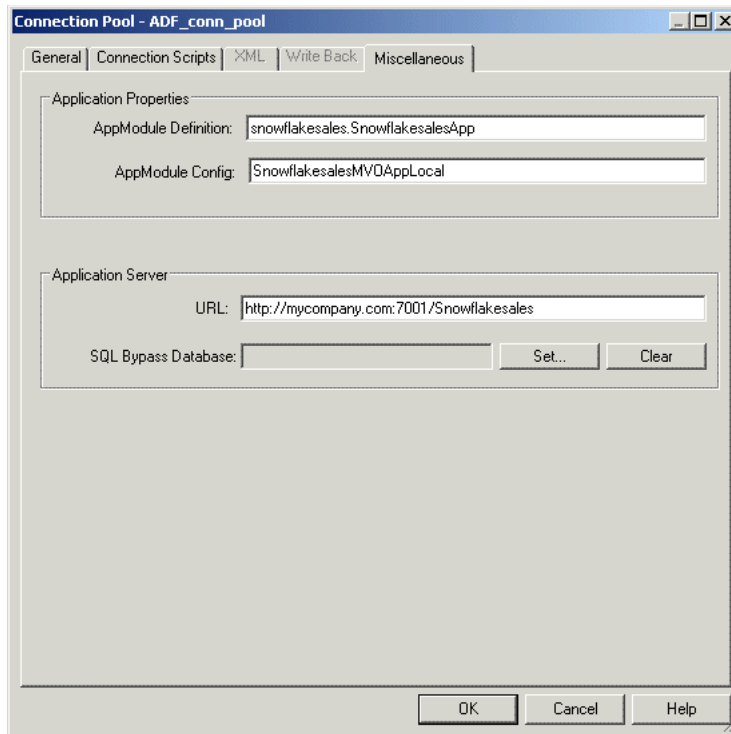 Connection Pool - ADF_conn_pool
General Connection Scripts XML Write Back Miscellaneous
Application Properties
AppModule Definition: snowflakesales.SnowflakesalesApp
AppModule Config: SnowflakesalesMVOAppLocal
Application Server
URL: http://mycompany.com:7001/Snowflakesales
SQL Bypass Database: Set... Clear
OK Cancel Help